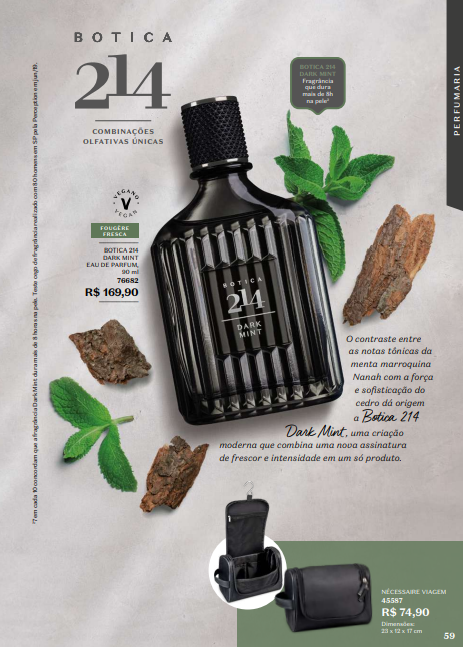 BOTICA
214
COMBINAÇÕES
OLFATIVAS ÚNICAS
BOTICA 214
DARK MINT
Fragrância
que dura
mais de 8h
na pele¹
PERFUMARIA
VEGANO
V
VEGAN
FOUGÈRE
FRESCA
BOTICA 214
DARK MINT
EAU DE PARFUM,
90 ml
76682
R$ 169,90
BOTICA
214
DARK
MINT
O contraste entre
as notas tônicas da
menta marroquina
Nanah com a força
e sofisticação do
cedro dá origem
a Botica 214
Dark Mint, uma criação
moderna que combina uma nova assinatura
de frescor e intensidade em um só produto.
¹7 em cada 10 concordam que a fragrância Dark Mint dura mais de 8 horas na pele. Teste cego de fragrância realizado com 80 homens em SP pela Perception em jun/19.
NÉCESSAIRE VIAGEM
45587
R$ 74,90
Dimensões:
23 x 12 x 17 cm
59